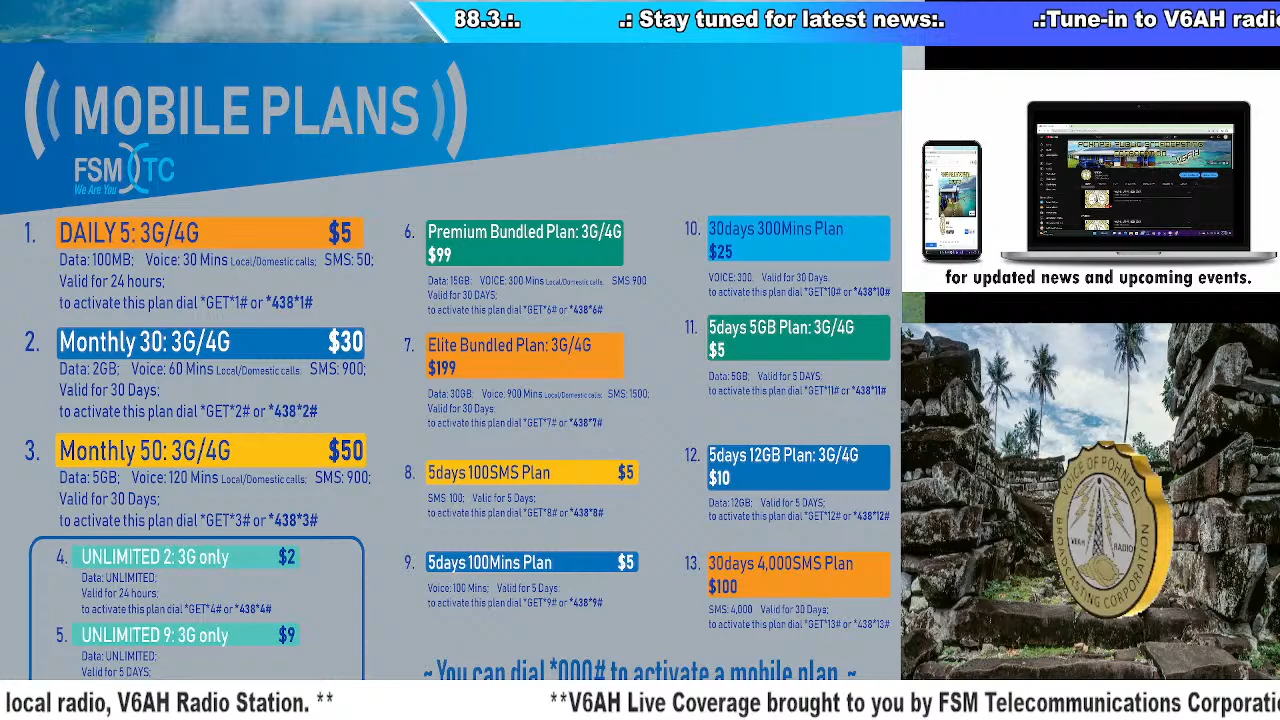 88.3.:.
.: Stay tuned for latest news:.
.:Tune-in to V6AH radio
MOBILE PLANS
FSMTC
We Are You
1. DAILY 5: 3G/4G $5
Data: 100MB; Voice: 30 Mins Local/Domestic calls; SMS: 50;
Valid for 24 hours;
to activate this plan dial *GET*1# or *438*1#
2. Monthly 30: 3G/4G $30
Data: 2GB; Voice: 60 Mins Local/Domestic calls. SMS: 900;
Valid for 30 Days;
to activate this plan dial *GET*2# or *438*2#
3. Monthly 50: 3G/4G $50
Data: 5GB; Voice: 120 Mins Local/Domestic calls; SMS: 900;
Valid for 30 Days;
to activate this plan dial *GET*3# or *438*3#
4. UNLIMITED 2: 3G only $2
Data: UNLIMITED;
Valid for 24 hours;
to activate this plan dial *GET*4# or *438*4#
5. UNLIMITED 9: 3G only $9
Data: UNLIMITED;
Valid for 5 DAYS;
6. Premium Bundled Plan: 3G/4G
$99
Data: 15GB; VOICE: 300 Mins Local/Domestic calls. SMS 900
Valid for 30 DAYS;
to activate this plan dial *GET*6# or *438*6#
7. Elite Bundled Plan: 3G/4G
$199
Data: 30GB; Voice: 900 Mins Local/Domestic calls; SMS: 1500;
Valid for 30 Days;
to activate this plan dial *GET*7# or *438*7#
8. 5days 100SMS Plan $5
SMS 100; Valid for 5 Days;
to activate this plan dial *GET*8# or *438*8#
9. 5days 100Mins Plan $5
Voice: 100 Mins; Valid for 5 Days;
to activate this plan dial *GET*9# or *438*9#
~ You can dial *000# to activate a mobile plan ~
10. 30days 300Mins Plan
$25
VOICE: 300 Valid for 30 Days.
to activate this plan dial *GET*10# or *438*10#
11. 5days 5GB Plan: 3G/4G
$5
Data: 5GB; Valid for 5 DAYS;
to activate this plan dial *GET*11# or *438*11#
12. 5days 12GB Plan: 3G/4G
$10
Data: 12GB; Valid for 5 DAYS;
to activate this plan dial *GET*12# or *438*12#
13. 30days 4,000SMS Plan
$100
SMS: 4,000 Valid for 30 Days;
to activate this plan dial *GET*13# or *438*13#
for updated news and upcoming events.
VOICE OF POHNPEI
V6AH RADIO
BRONDCASTING CORPORATION
local radio, V6AH Radio Station. **
**V6AH Live Coverage brought to you by FSM Telecommunications Corporatio